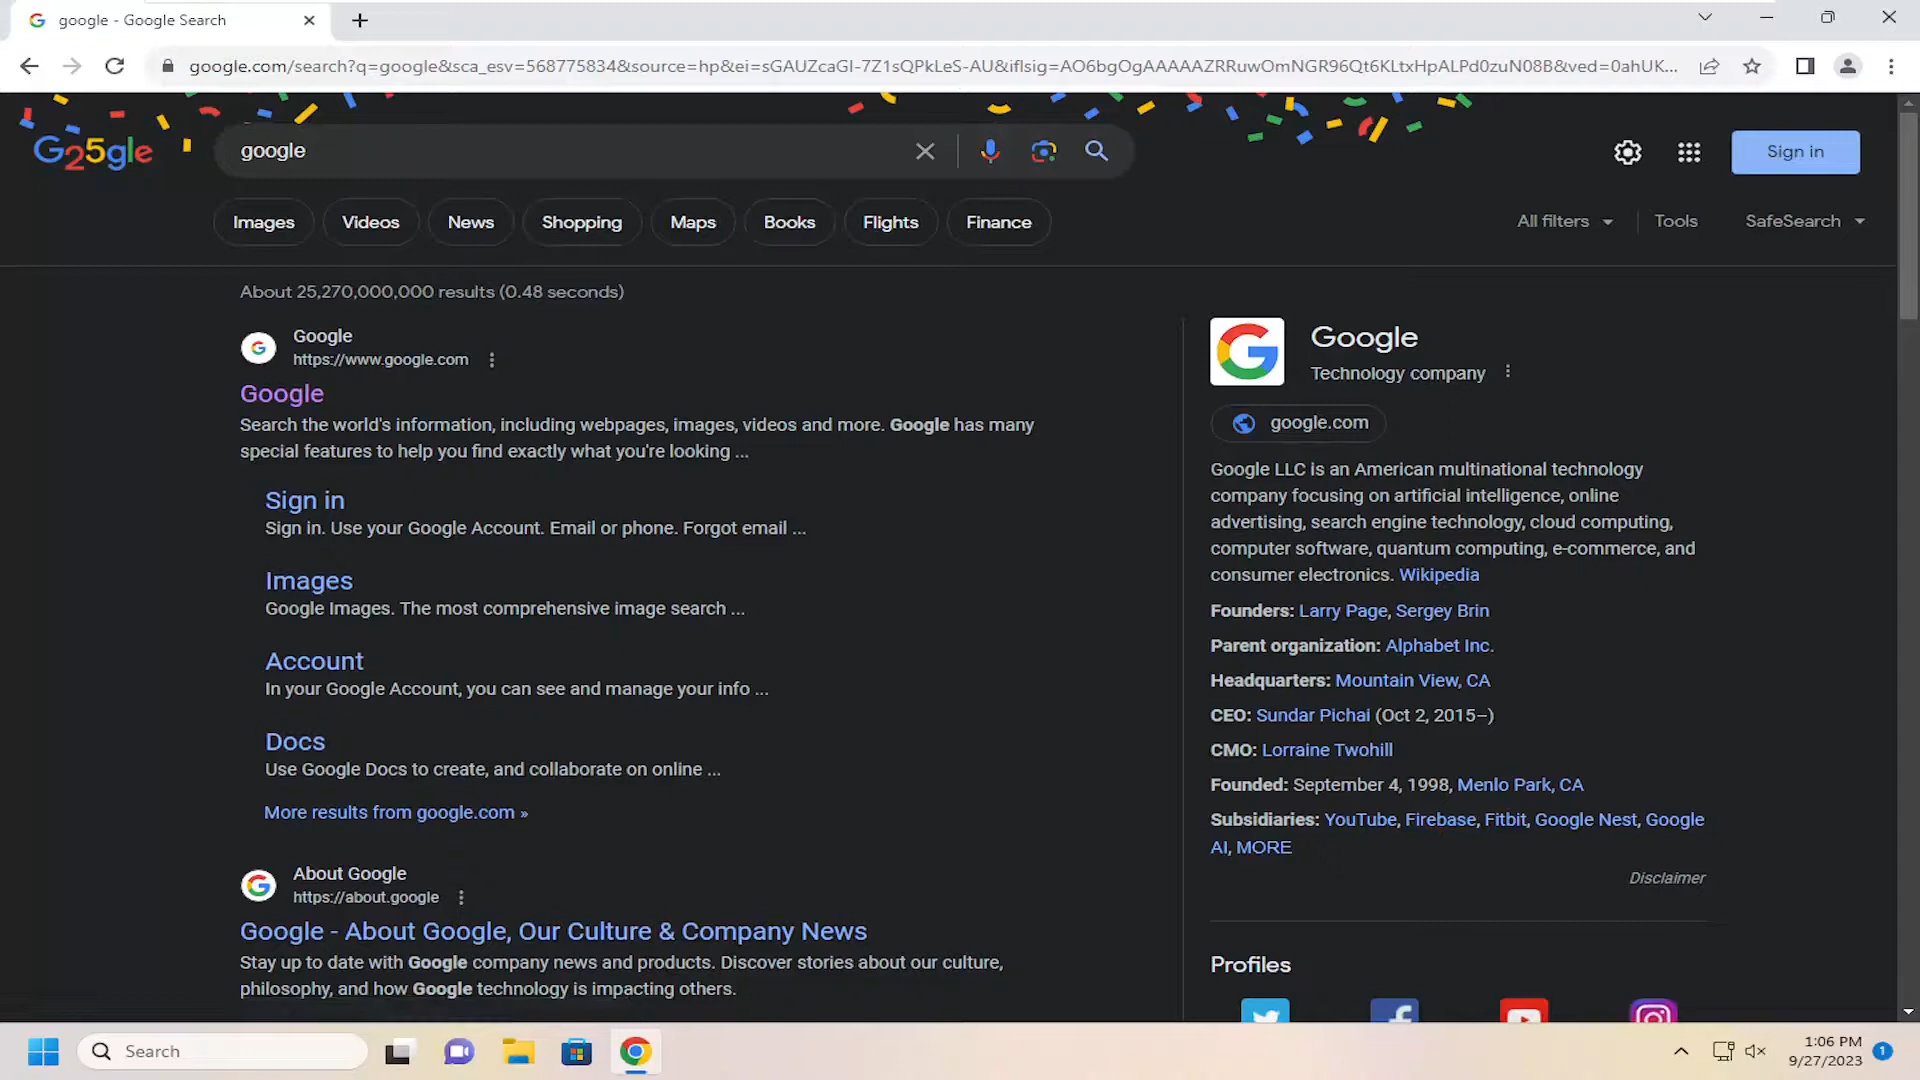 google - Google Search
google.com/search?q=google&sca_esv=568775834&source=hp&ei=sGAUZcaGI-7Z1sQPkLeS-AU&iflsig=AO6bgOgAAAAAZRRuwOmNGR96Qt6KLtxHpALPd0zuN08B&ved=0ahUK...
G25gle
google
Sign in
Images
Videos
News
Shopping
Maps
Books
Flights
Finance
All filters
Tools
SafeSearch
About 25,270,000,000 results (0.48 seconds)
Google
https://www.google.com
Google
Search the world's information, including webpages, images, videos and more. Google has many
special features to help you find exactly what you're looking ...
Sign in
Sign in. Use your Google Account. Email or phone. Forgot email ...
Images
Google Images. The most comprehensive image search ...
Account
In your Google Account, you can see and manage your info ...
Docs
Use Google Docs to create, and collaborate on online ...
More results from google.com »
About Google
https://about.google
Google - About Google, Our Culture & Company News
Stay up to date with Google company news and products. Discover stories about our culture,
philosophy, and how Google technology is impacting others.
Google
Technology company
google.com
Google LLC is an American multinational technology
company focusing on artificial intelligence, online
advertising, search engine technology, cloud computing,
computer software, quantum computing, e-commerce, and
consumer electronics. Wikipedia
Founders: Larry Page, Sergey Brin
Parent organization: Alphabet Inc.
Headquarters: Mountain View, CA
CEO: Sundar Pichai (Oct 2, 2015–)
CMO: Lorraine Twohill
Founded: September 4, 1998, Menlo Park, CA
Subsidiaries: YouTube, Firebase, Fitbit, Google Nest, Google
AI, MORE
Disclaimer
Profiles
Search
1:06 PM
9/27/2023
1